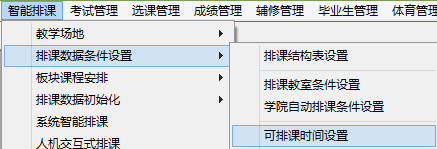 智能排课 考试管理 选课管理 成绩管理 辅修管理 毕业生管理 体育管理
教学场地
排课数据条件设置
板块课程安排
排课数据初始化
系统智能排课
人机交互式排课
排课结构表设置
排课教室条件设置
学院自动排课条件设置
可排课时间设置